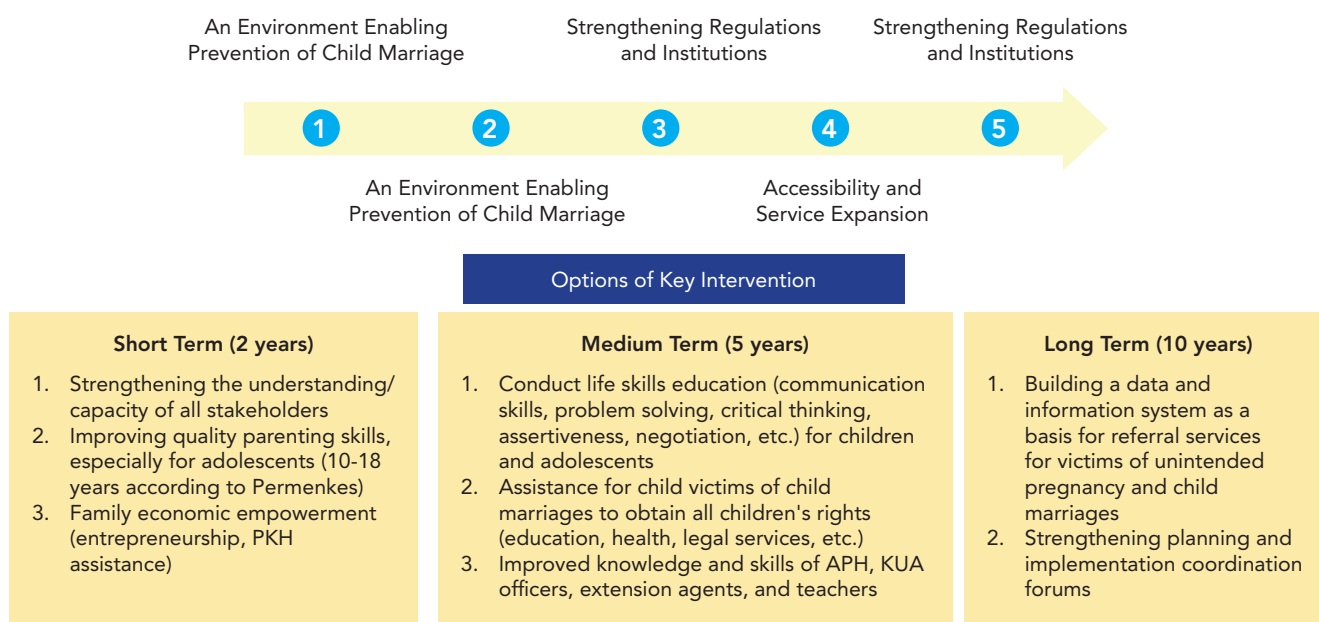 An Environment Enabling
Prevention of Child Marriage
Strengthening Regulations
and Institutions
Strengthening Regulations
and Institutions
1
2
3
4
5
An Environment Enabling
Prevention of Child Marriage
Accessibility and
Service Expansion
Options of Key Intervention
Short Term (2 years)
1. Strengthening the understanding/
capacity of all stakeholders
2. Improving quality parenting skills,
especially for adolescents (10-18
years according to Permenkes)
3. Family economic empowerment
(entrepreneurship, PKH
assistance)
Medium Term (5 years)
1. Conduct life skills education (communication
skills, problem solving, critical thinking,
assertiveness, negotiation, etc.) for children
and adolescents
2. Assistance for child victims of child
marriages to obtain all children's rights
(education, health, legal services, etc.)
3. Improved knowledge and skills of APH, KUA
officers, extension agents, and teachers
Long Term (10 years)
1. Building a data and
information system as a
basis for referral services
for victims of unintended
pregnancy and child
marriages
2. Strengthening planning and
implementation coordination
forums